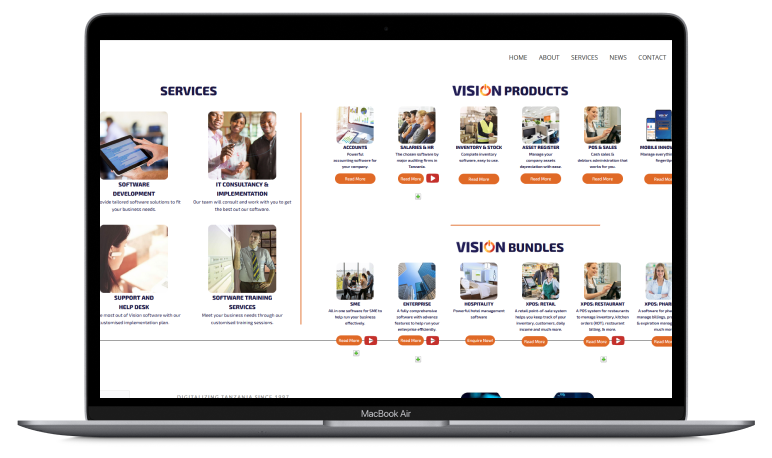 HOME ABOUT SERVICES NEWS CONTACT
SERVICES
SOFTWARE
DEVELOPMENT
ovide tailored software solutions to fit
your business needs.
IT CONSULTANCY &
IMPLEMENTATION
Our team will consult and work with you to get
the best out our software.
SUPPORT AND
HELP DESK
e most out of Vision software with our
customised implementation plan.
SOFTWARE TRAINING
SERVICES
Meet your business needs through our
customised training sessions.
VISION PRODUCTS
ACCOUNTS
Powerful
accounting software for
your company.
Read More
SALARIES & HR
The chosen software by
major auditing firms in
Tanzania.
Read More
INVENTORY & STOCK
Complete inventory
software, easy to use.
Read More
ASSET REGISTER
Manage your
company assets
depreciation with ease.
Read More
POS & SALES
Cash sales &
debtors administration that
works for you.
Read More
MOBILE INNOV
Manage everythi
fingertip
Read Mor
VISION BUNDLES
SME
All in one software for SME to
help run your business
effectively.
Read More
ENTERPRISE
A fully comprehensive
software with advance
features to help run your
enterprise efficiently.
Read More
HOSPITALITY
Powerful hotel management
software
Enquire Now!
XPOS: RETAIL
A retail point-of-sale system
helps you keep track of your
inventory, customers, daily
income and much more.
Read More
XPOS: RESTAURANT
A POS system for restaurants
to manage inventory, kitchen
orders (KOT), restaurant
billing, & more.
Read More
XPOS: PHAR
A software for pha
manage billings, pr
& expiration manag
much mor
Read Mor
DIGITALIZING TANZANIA SINCE 1997
MacBook Air